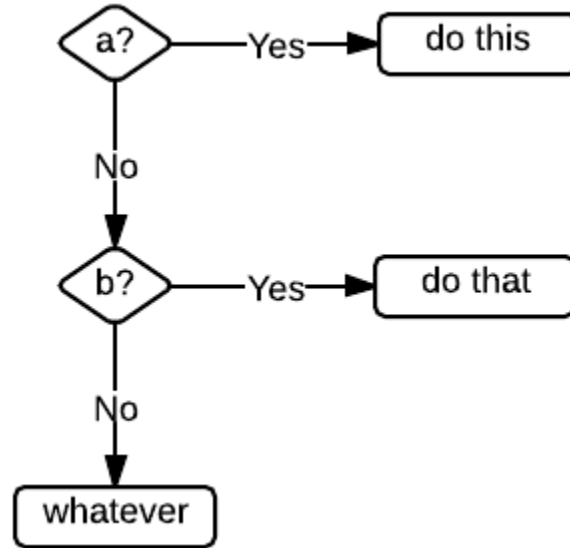 a?
Yes
do this
No
b?
Yes
do that
No
whatever